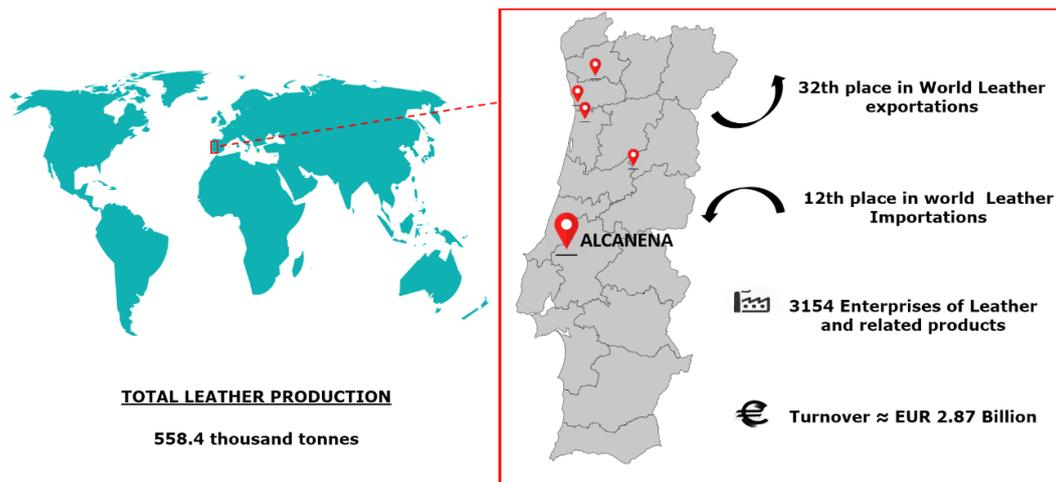 TOTAL LEATHER PRODUCTION
558.4 thousand tonnes
ALCANENA
32th place in World Leather
exportations
12th place in world Leather
Importations
3154 Enterprises of Leather
and related products
€ Turnover ≈ EUR 2.87 Billion